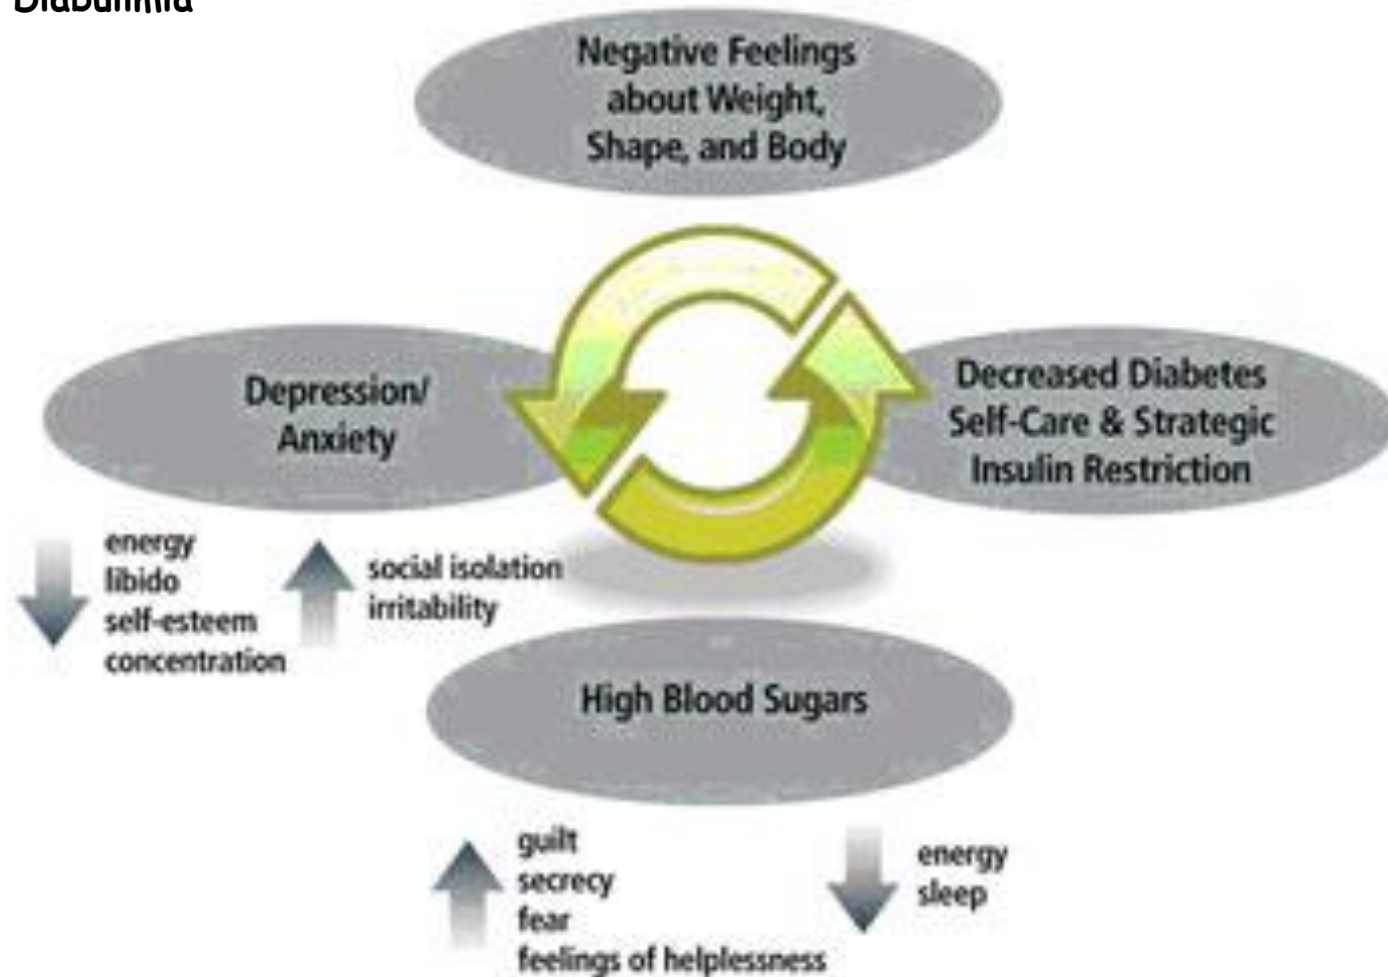 Diabulimia
Negative Feelings
about Weight,
Shape, and Body
Depression/
Anxiety
Decreased Diabetes
Self-Care & Strategic
Insulin Restriction
energy
libido
self-esteem
concentration
social isolation
irritability
High Blood Sugars
guilt
secrecy
fear
feelings of helplessness
energy
sleep